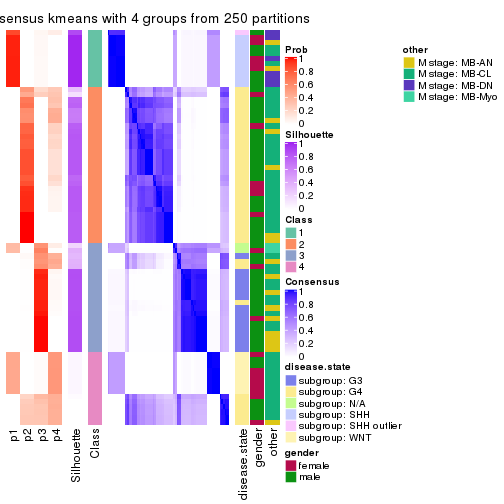 sensus kmeans with 4 groups from 250 partitions
Prob
1
0.8
0.6
0.4
0.2
0
Silhouette
1
0.8
0.6
0.4
0.2
0
Class
1
2
3
4
Consensus
1
0.8
0.6
0.4
0.2
0
disease.state
subgroup: G3
subgroup: G4
subgroup: N/A
subgroup: SHH
subgroup: SHH outlier
subgroup: WNT
gender
female
male
other
M stage: MB-AN
M stage: MB-CL
M stage: MB-DN
M stage: MB-Myo
p1
p2
p3
p4
Silhouette
Class
disease.state
gender
other